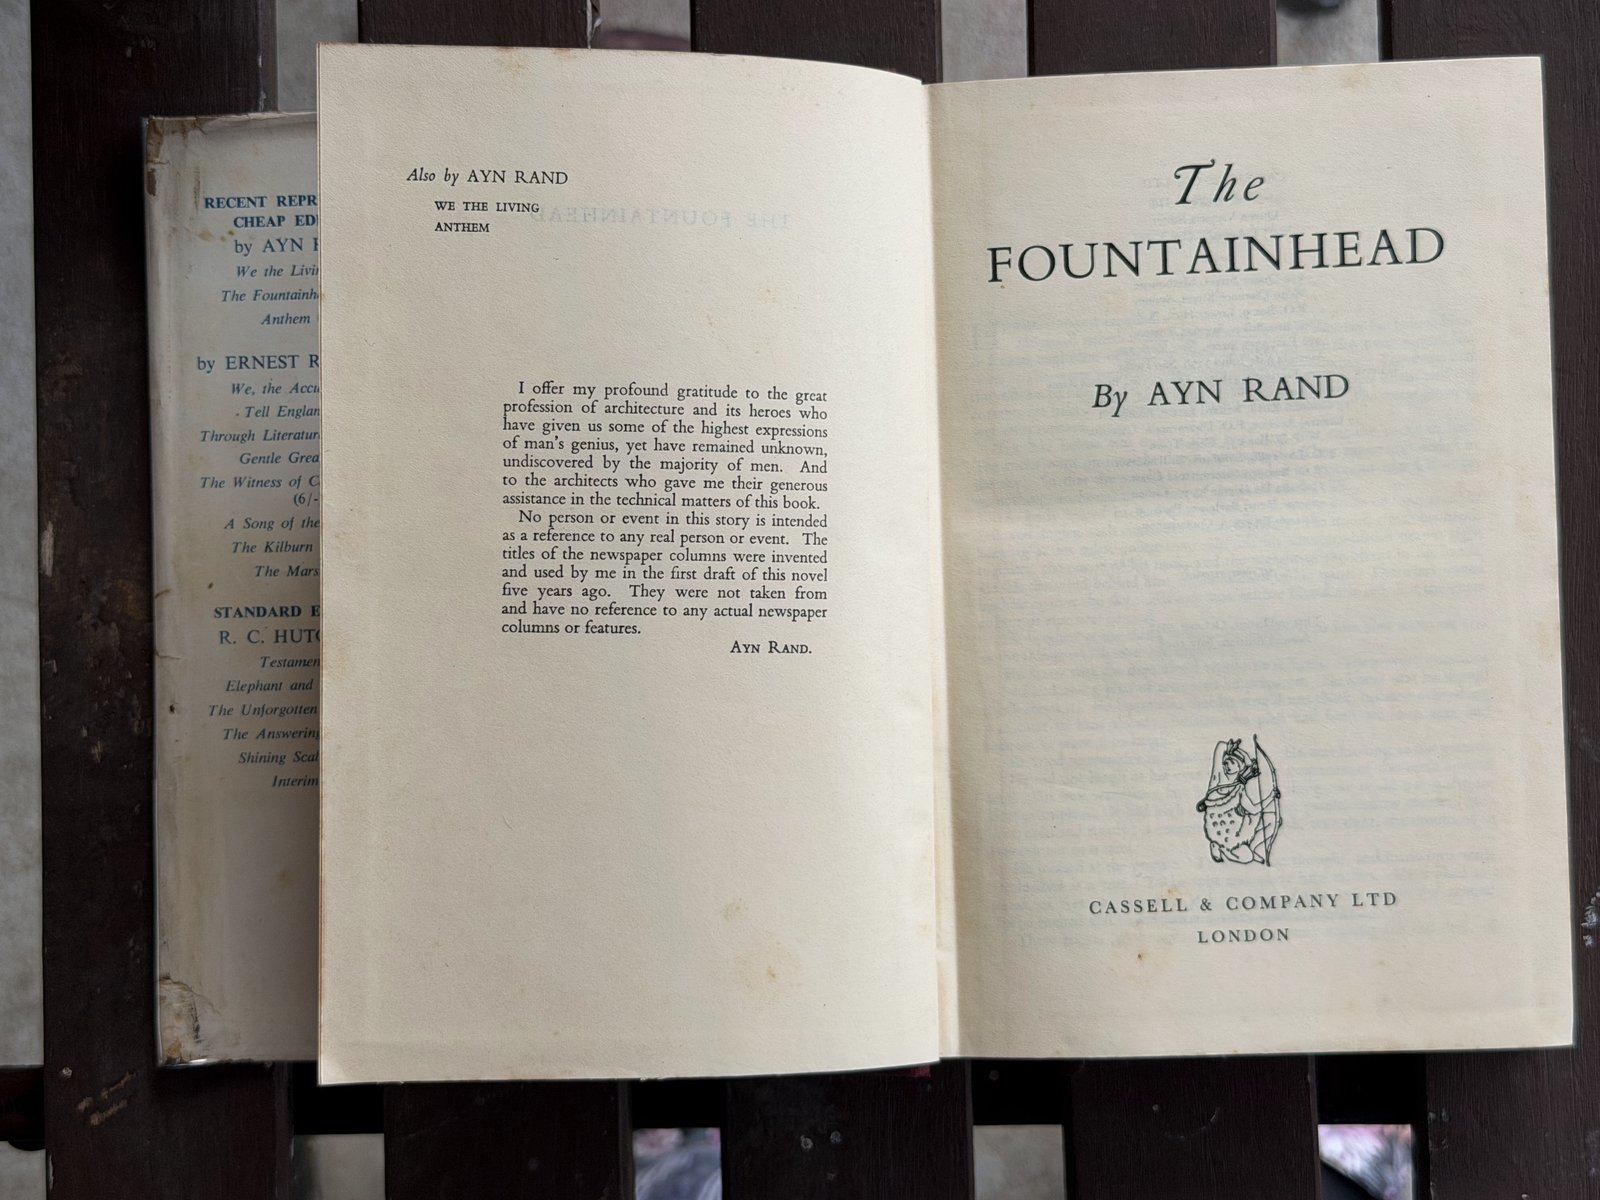 RECENT REPR
CHEAP EDI
by AYN R
We the Livi
The Fountainh
Anthem
by ERNEST R
We, the Accu
Tell Englan
Through Literatur
Gentle Grea
The Witness of C
(6/-
A Song of the
The Kilburn
The Mars
STANDARD E
R. C. HUTC
Testamen
Elephant and
The Unforgotten
The Answering
Shining Scab
Interim
Also by AYN RAND
WE THE LIVING
ANTHEM
I offer my profound gratitude to the great
profession of architecture and its heroes who
have given us some of the highest expressions
of man's genius, yet have remained unknown,
undiscovered by the majority of men. And
to the architects who gave me their generous
assistance in the technical matters of this book.
No person or event in this story is intended
as a reference to any real person or event. The
titles of the newspaper columns were invented
and used by me in the first draft of this novel
five years ago. They were not taken from
and have no reference to any actual newspaper
columns or features.
AYN RAND.
The
FOUNTAINHEAD
By AYN RAND
CASSELL & COMPANY LTD
LONDON